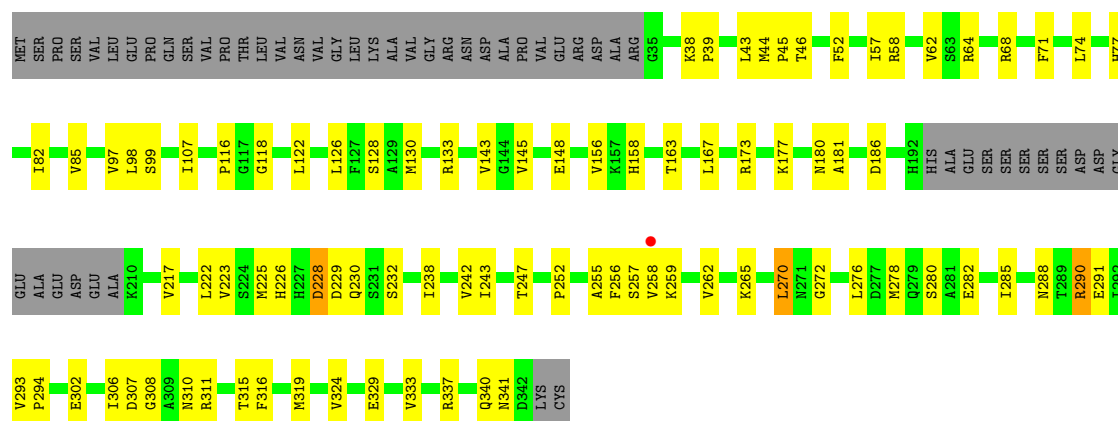 MET SER PRO SER VAL LEU GLU PRO GLN SER VAL PRO THR LEU VAL ASN VAL GLY LEU LYS ALA VAL GLY ARG ASN ASP ALA PRO VAL GLU ARG ASP ALA ARG G35 K38 P39 L43 M44 P45 T46 F52 I57 R58 V62 S63 R64 R68 F71 L74 H77
I82 V85 V97 L98 S99 I107 P116 G117 G118 L122 L126 F127 S128 A129 M130 R133 V143 G144 V145 E148 V156 K157 H158 T163 L167 R173 K177 N180 A181 D186 H192 HIS ALA GLU SER SER SER SER SER ASP ASP GLY
GLU ALA GLU ASP GLU ALA K210 V217 L222 V223 S224 M225 H226 H227 D228 D229 Q230 S231 S232 I238 V242 I243 T247 P252 A255 F256 S257 V258 K259 V262 K265 L270 N271 G272 L276 D277 M278 Q279 S280 A281 E282 I285 N288 T289 R290 E291 I292
V293 P294 E302 I306 D307 G308 A309 N310 R311 T315 F316 M319 V324 E329 V333 R337 Q340 N341 D342 LYS CYS